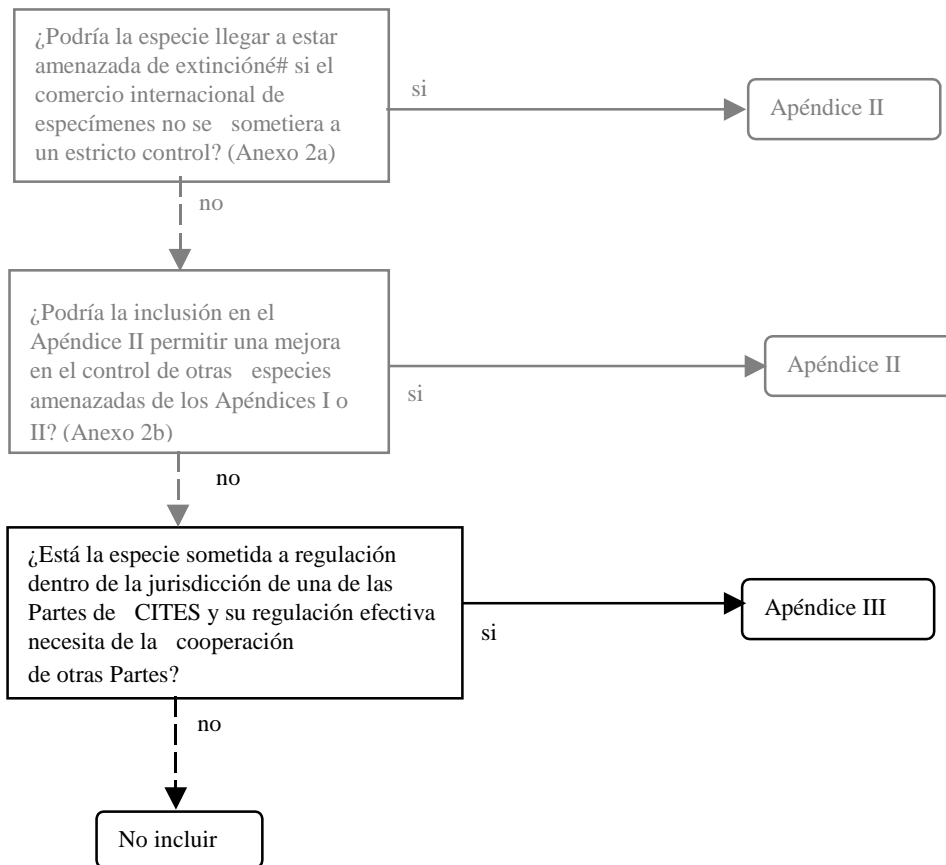 ¿Podría la especie llegar a estar
amenazada de extincióné# si el
comercio internacional de
especímenes no se sometiera a
un estricto control? (Anexo 2a)
si
Apéndice II
no
¿Podría la inclusión en el
Apéndice II permitir una mejora
en el control de otras especies
amenazadas de los Apéndices I o
II? (Anexo 2b)
si
Apéndice II
no
¿Está la especie sometida a regulación
dentro de la jurisdicción de una de las
Partes de CITES y su regulación efectiva
necesita de la cooperación
de otras Partes?
si
Apéndice III
no
No incluir